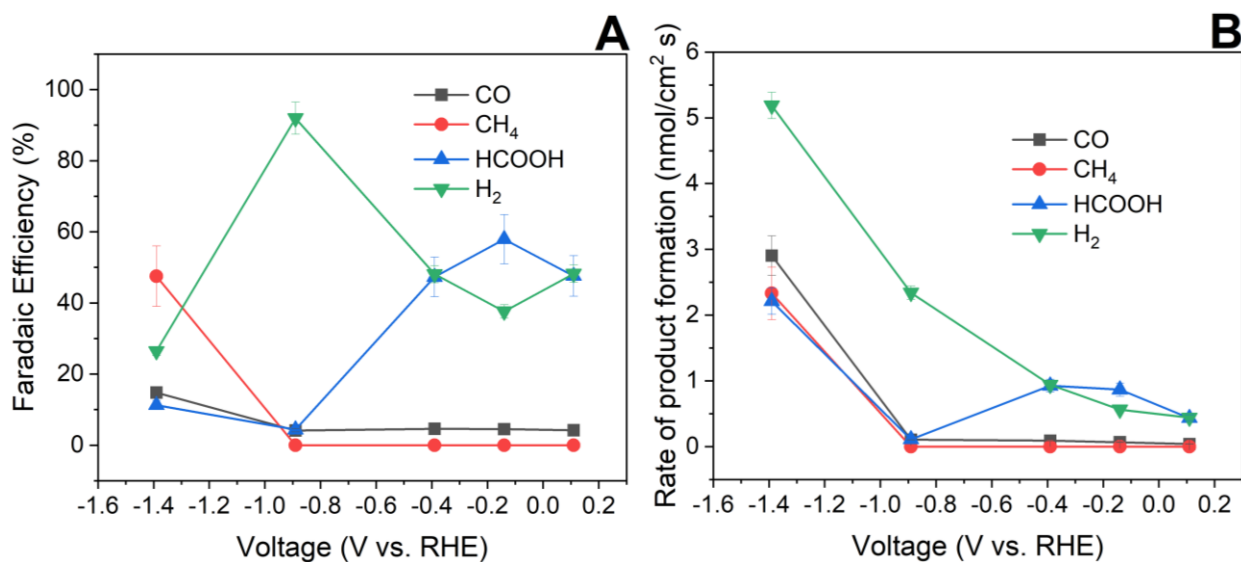 A
Faradaic Efficiency (%)
100
80
60
40
20
0
CO
CH₄
HCOOH
H₂
-1.6 -1.4 -1.2 -1.0 -0.8 -0.6 -0.4 -0.2 0.0 0.2
Voltage (V vs. RHE)
B
Rate of product formation (nmol/cm² s)
6
5
4
3
2
1
0
CO
CH₄
HCOOH
H₂
-1.6 -1.4 -1.2 -1.0 -0.8 -0.6 -0.4 -0.2 0.0 0.2
Voltage (V vs. RHE)